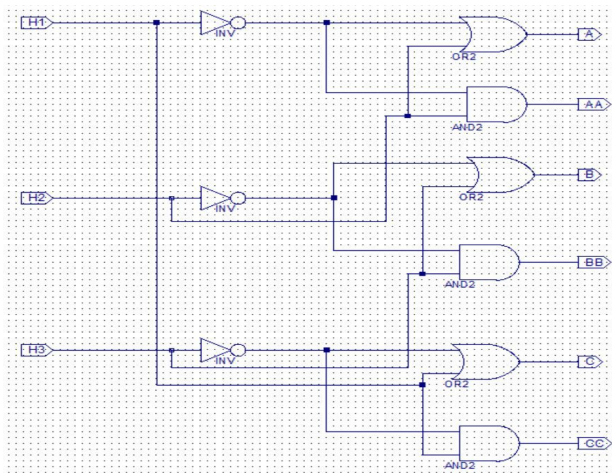 H1
INV
OR2
A
AND2
AA
H2
INV
OR2
B
AND2
BB
H3
INV
OR2
C
AND2
CC